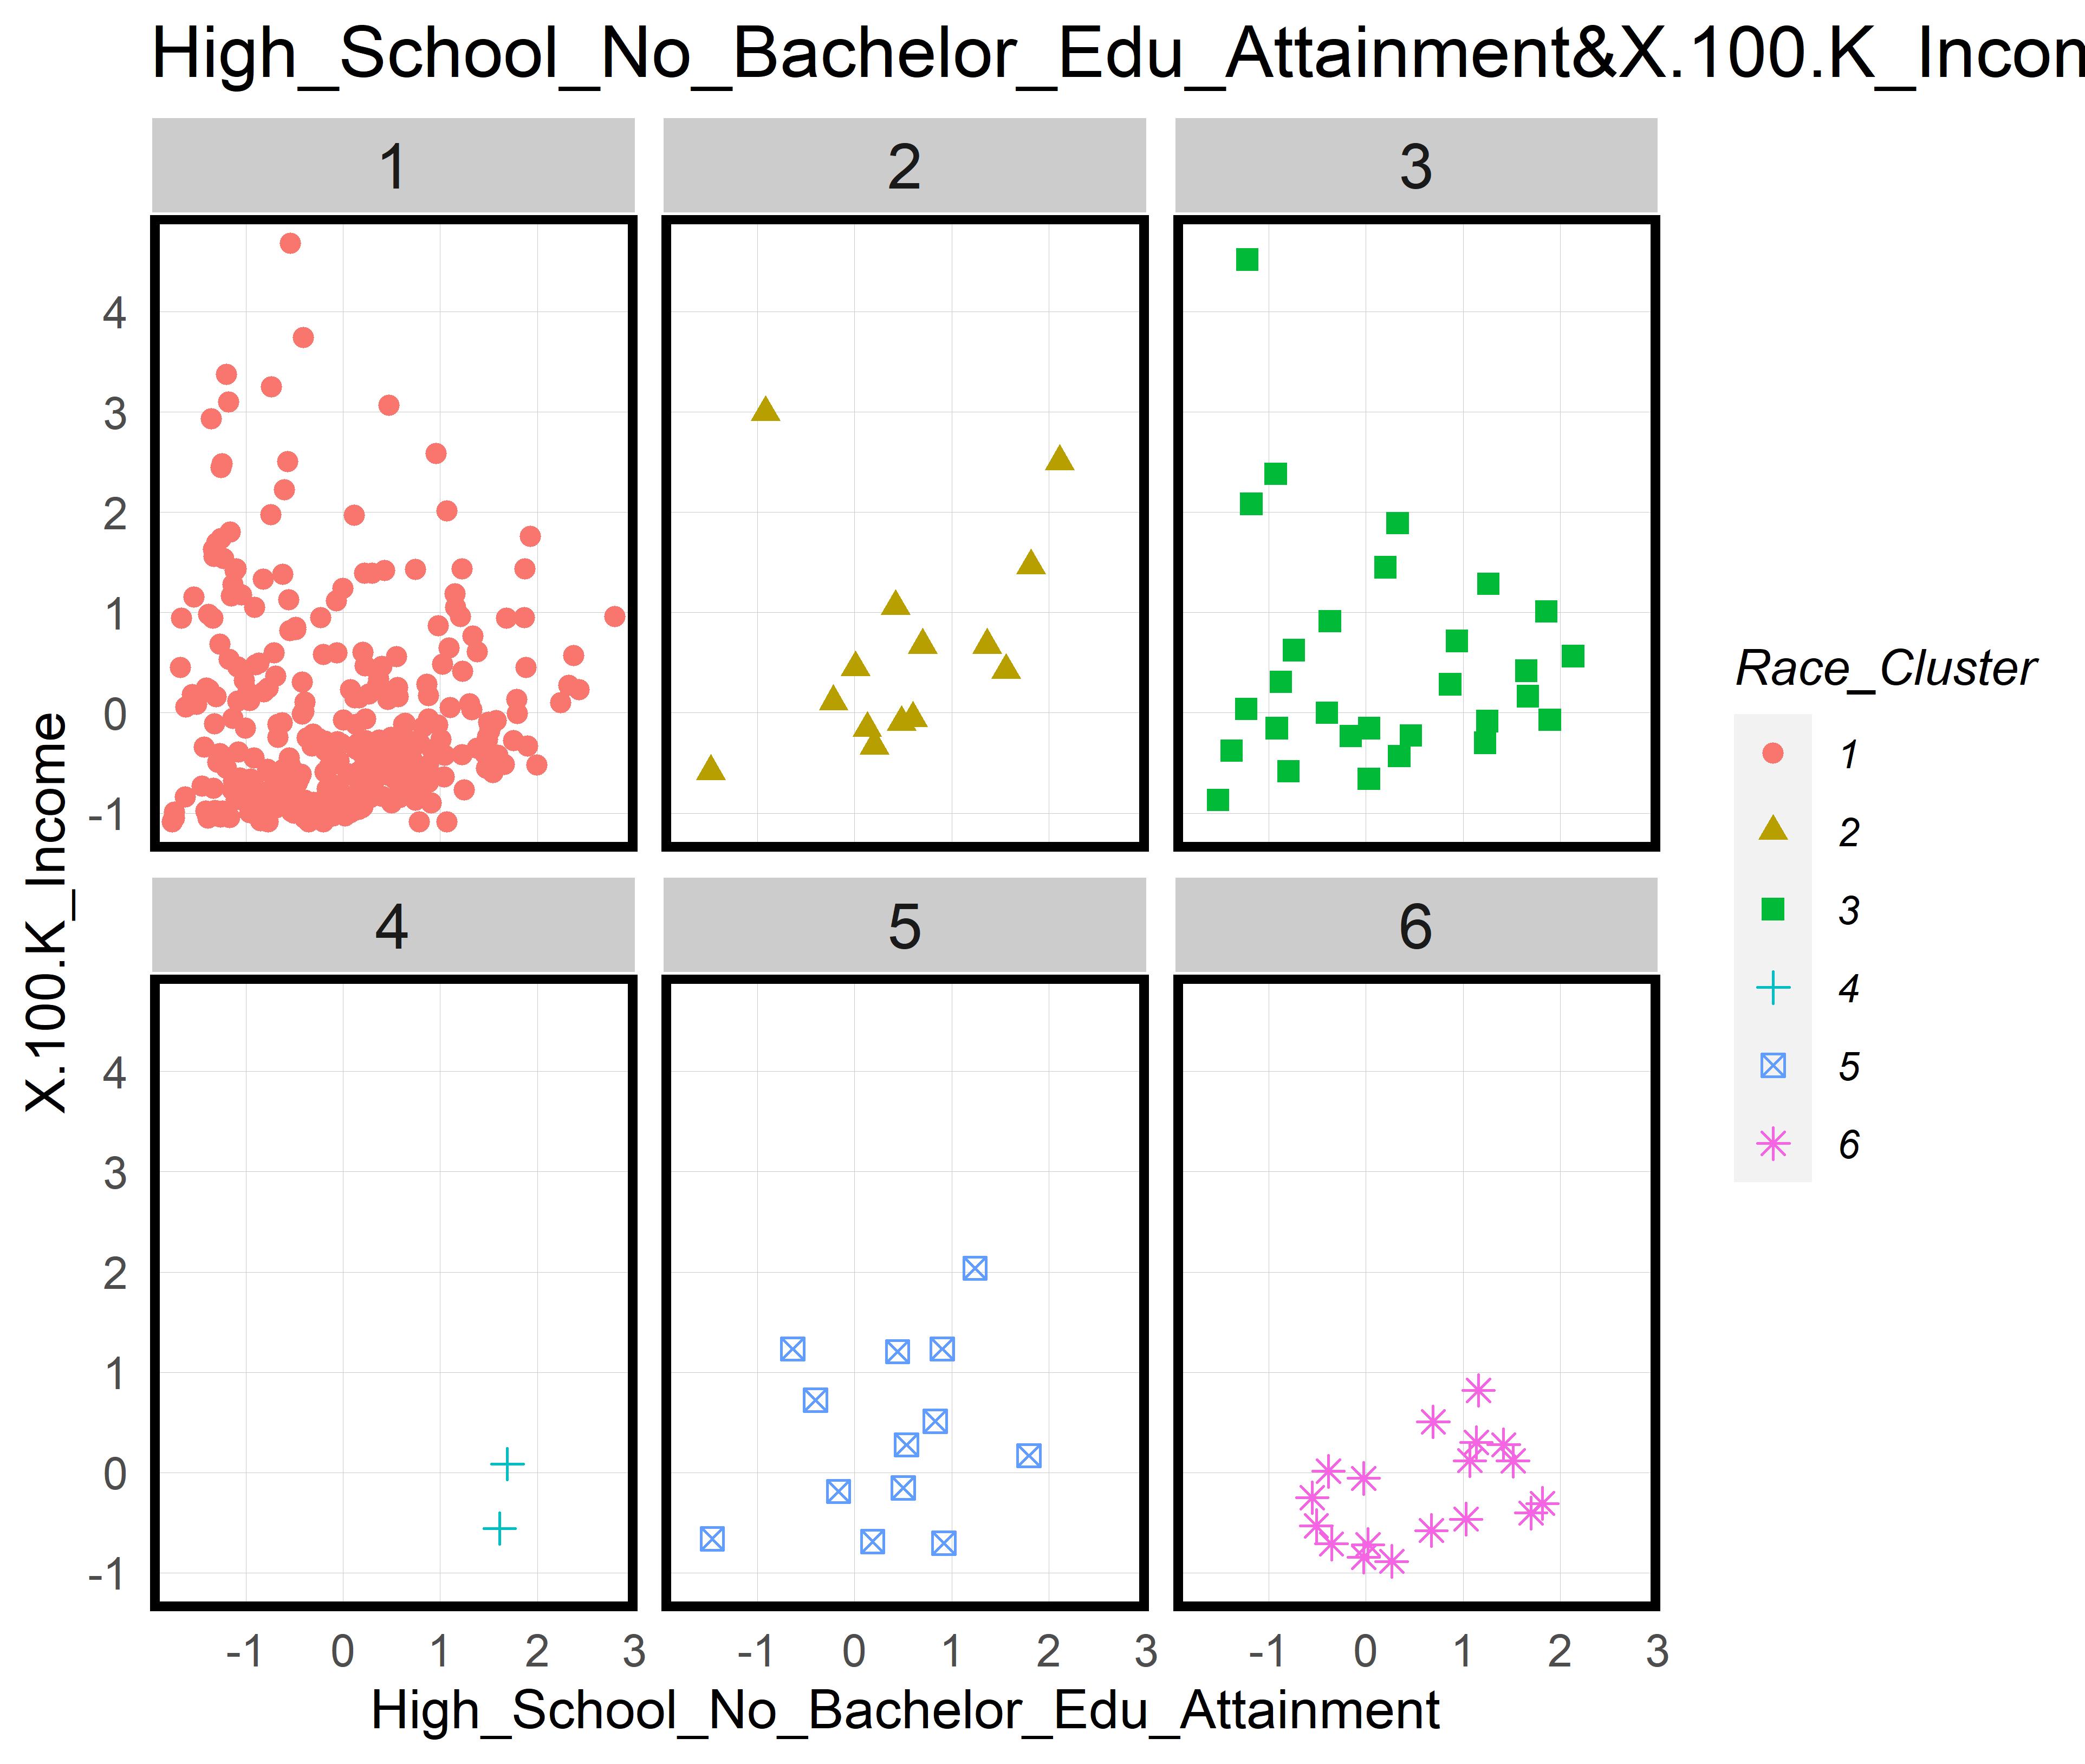 High_School_No_Bachelor_Edu_Attainment&X.100.K_Incom
1 2 3
4
3
2
1
0
-1
4 5 6
4
3
2
1
0
-1
-1 0 1 2 3 -1 0 1 2 3 -1 0 1 2 3
High_School_No_Bachelor_Edu_Attainment
X.100.K_Income
Race_Cluster
1
2
3
4
5
6